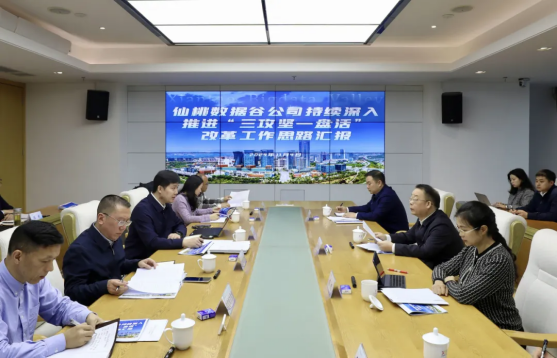 仙桃数据谷公司持续深入
推进“三攻坚一盘活”
改革工作思路汇报